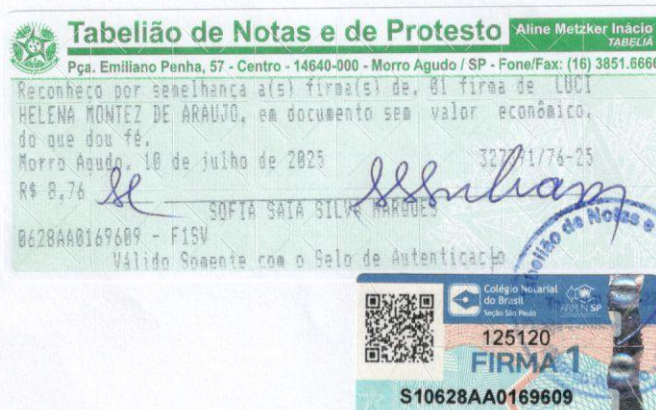 Tabelião de Notas e de Protesto
Aline Metzker Inácio
TABELIÃ
Pça. Emiliano Penha, 57 - Centro - 14640-000 - Morro Agudo / SP - Fone/Fax: (16) 3851.6666
Reconheço por semelhança a(s) firma(s) de, 01 firma de LUCI
HELENA MONTEZ DE ARAUJO, em documento sem valor econômico,
do que dou fé.
Morro Agudo, 10 de julho de 2025
R$ 8,76
SOFIA SAIA SILVA MARQUES
0628AA0169609 - F1SV
Válido Somente com o Selo de Autenticação
Colégio Notarial
do Brasil
Seção São Paulo
ARPEN SP
125120
FIRMA 1
S10628AA0169609